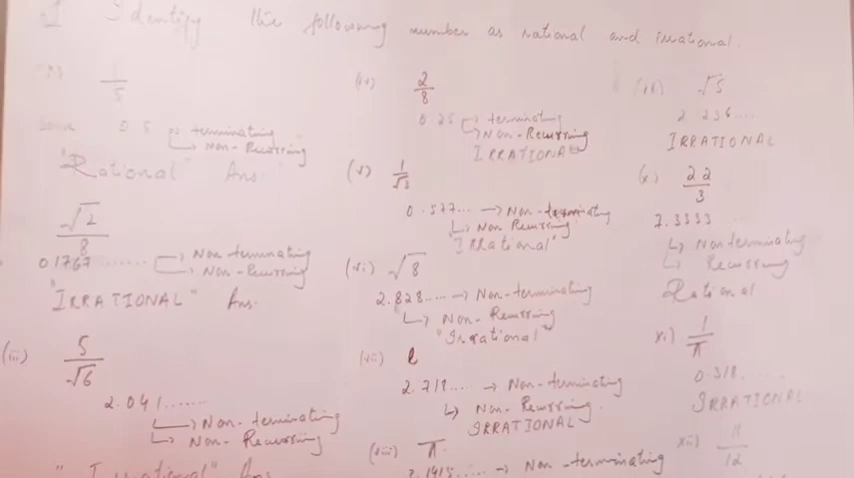 Identify the following number as rational and irrational.
(i) 1/5
Soln 0.5 → terminating
→ Non-Recurring
"Rational" Ans.
√2/8
0.1767...... → Non terminating
→ Non-Recurring
"IRRATIONAL" Ans.
(iii) 5/√6
2.041.......
→ Non-terminating
→ Non-Recurring
"Irrational" Ans
(iv) 2/8
0.25 → terminating
→ Non-Recurring
IRRATIONAL
(v) 1/√3
0.577... → Non-terminating
→ Non Recurring
"IRRational"
(vi) √8
2.828.... → Non-terminating
→ Non-Recurring
"Irrational"
(vii) e
2.718..... → Non-terminating
→ Non-Recurring.
IRRATIONAL
(viii) π
3.1415...... → Non-terminating
(ix) √5
2.236...
IRRATIONAL
(x) 22/3
7.3333
→ Non terminating
→ Recurring
Rational
xi) 1/π
0.318......
IRRATIONAL
xii) 11/12